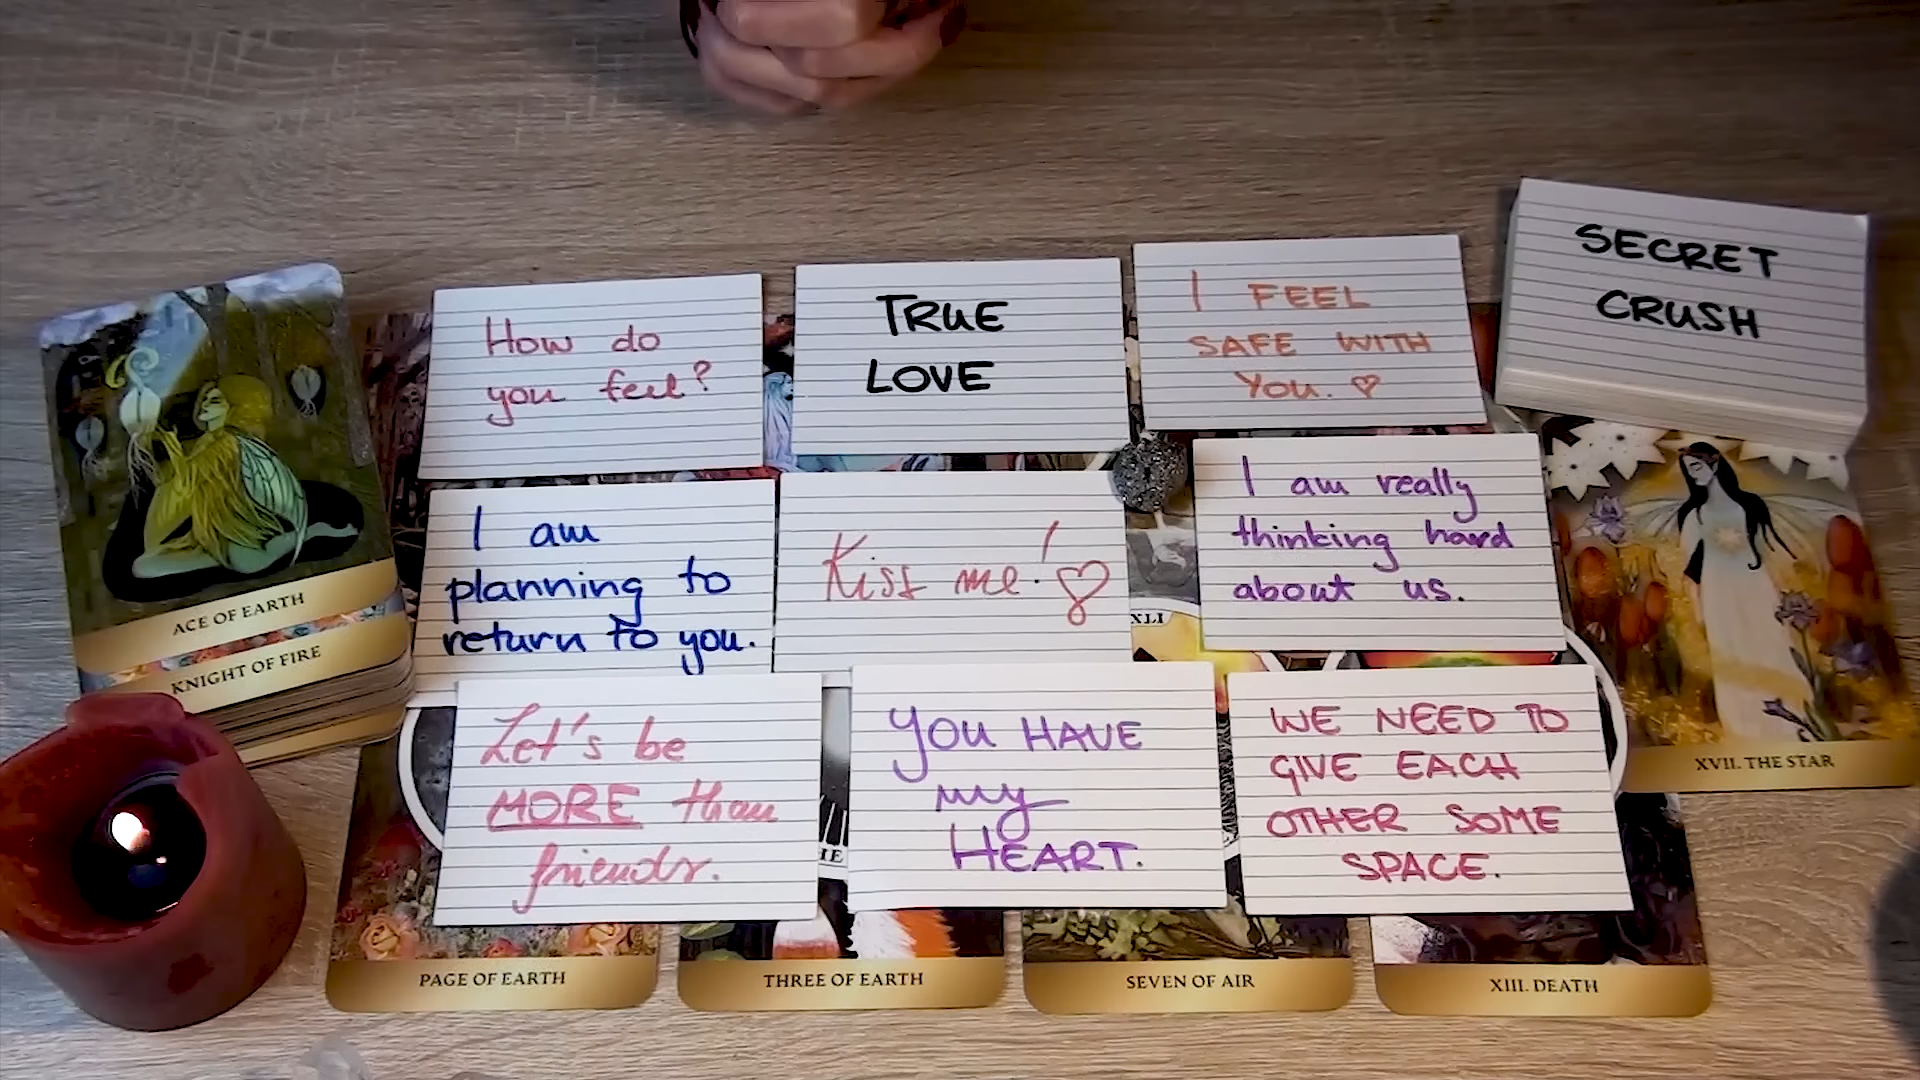 How do
you feel?
TRUE
LOVE
I FEEL
SAFE WITH
YOU.
SECRET
CRUSH
I am
planning to
return to you.
Kiss me!
I am really
thinking hard
about us.
Let's be
MORE than
friends.
YOU HAVE
my
HEART.
WE NEED TO
GIVE EACH
OTHER SOME
SPACE.
ACE OF EARTH
KNIGHT OF FIRE
XLI
XVII. THE STAR
PAGE OF EARTH
THREE OF EARTH
SEVEN OF AIR
XIII. DEATH